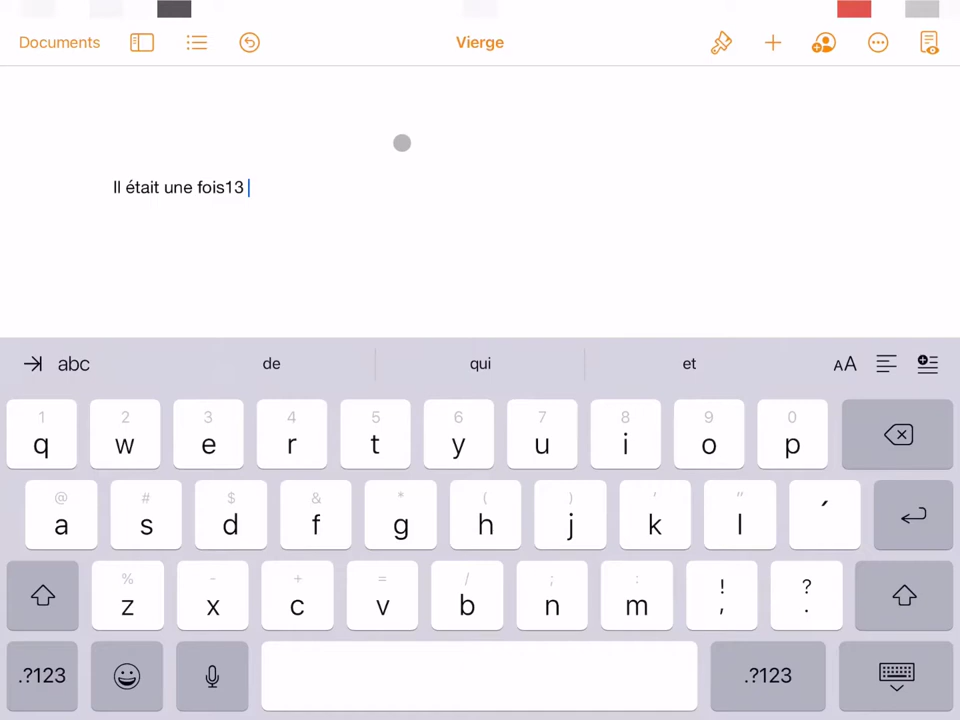 Documents
Vierge
Il était une fois13
abc de qui et AA
1 2 3 4 5 6 7 8 9 0
q w e r t y u i o p
@ # $ & * ( ) ' "
a s d f g h j k l ´
% - + = / ; : ! ?
z x c v b n m , .
.?123 .?123